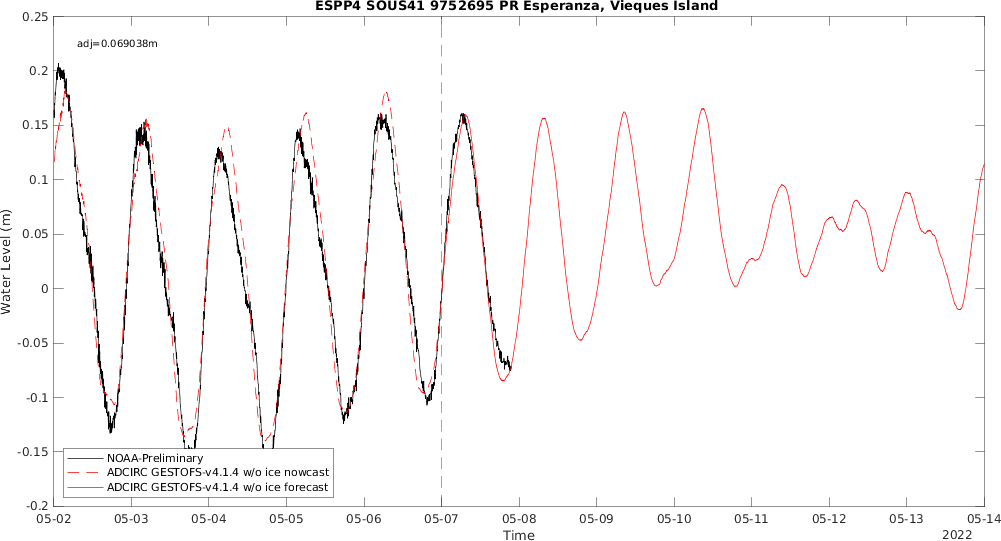 ESPP4 SOUS41 9752695 PR Esperanza, Vieques Island
adj=0.069038m
0.25
0.2
0.15
0.1
0.05
0
-0.05
-0.1
-0.15
-0.2
Water Level (m)
NOAA-Preliminary
ADCIRC GESTOFS-v4.1.4 w/o ice nowcast
ADCIRC GESTOFS-v4.1.4 w/o ice forecast
05-02 05-03 05-04 05-05 05-06 05-07 05-08 05-09 05-10 05-11 05-12 05-13 05-14
Time
2022